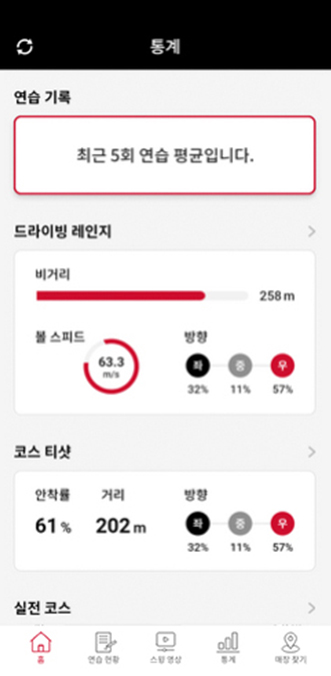 통계
연습 기록
최근 5회 연습 평균입니다.
드라이빙 레인지
비거리
258 m
볼 스피드
63.3
m/s
방향
좌 중 우
32% 11% 57%
코스 티샷
안착률 거리 방향
61 % 202 m
좌 중 우
32% 11% 57%
실전 코스
홈 연습 현황 스윙 영상 통계 매장 찾기